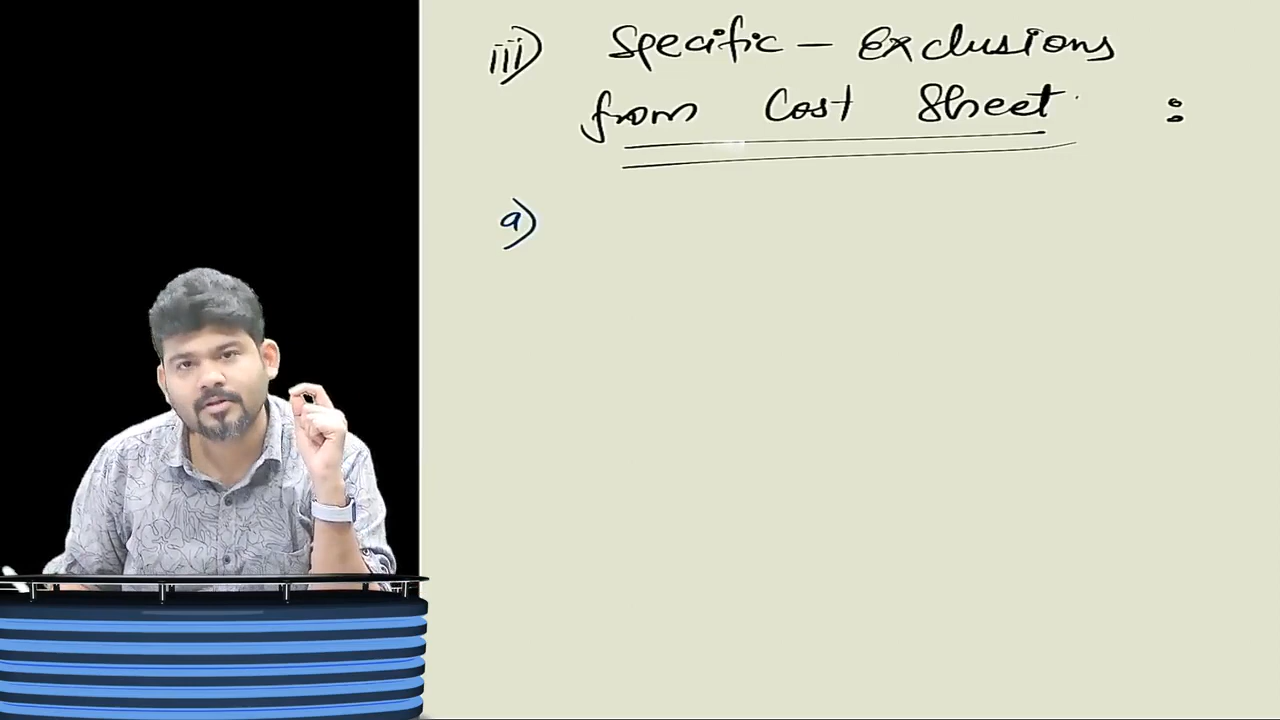 iii) Specific - Exclusions
from Cost Sheet :
a)